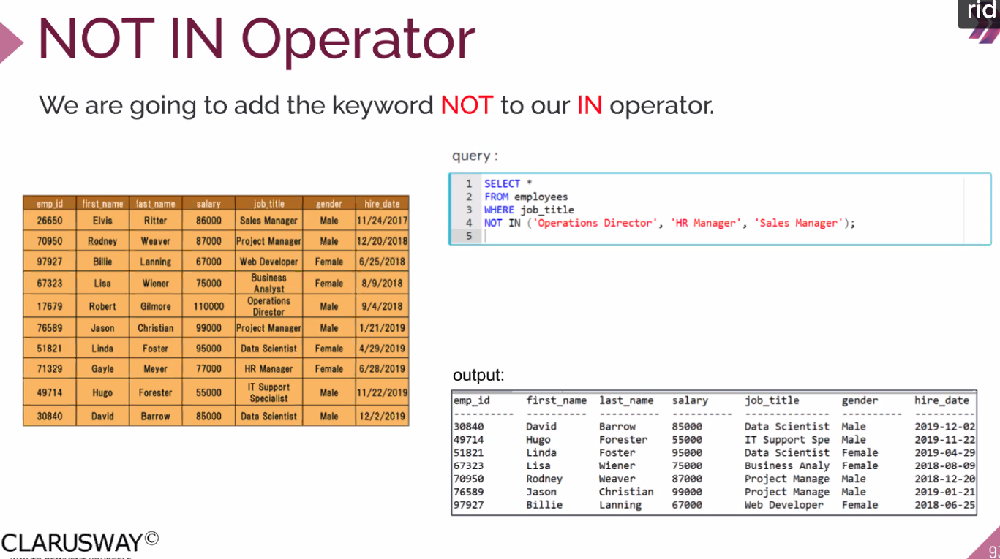 rid
NOT IN Operator
We are going to add the keyword NOT to our IN operator.
emp_id first_name last_name salary job_title gender hire_date
26650 Elvis Ritter 86000 Sales Manager Male 11/24/2017
70950 Rodney Weaver 87000 Project Manager Male 12/20/2018
97927 Billie Lanning 67000 Web Developer Female 6/25/2018
67323 Lisa Wiener 75000 Business Analyst Female 8/9/2018
17679 Robert Gilmore 110000 Operations Director Male 9/4/2018
76589 Jason Christian 99000 Project Manager Male 1/21/2019
51821 Linda Foster 95000 Data Scientist Female 4/29/2019
71329 Gayle Meyer 77000 HR Manager Female 6/28/2019
49714 Hugo Forester 55000 IT Support Specialist Male 11/22/2019
30840 David Barrow 85000 Data Scientist Male 12/2/2019
query :
1 SELECT *
2 FROM employees
3 WHERE job_title
4 NOT IN ('Operations Director', 'HR Manager', 'Sales Manager');
5
output:
emp_id first_name last_name salary job_title gender hire_date
---------- ---------- ---------- ---------- -------------- ---------- ----------
30840 David Barrow 85000 Data Scientist Male 2019-12-02
49714 Hugo Forester 55000 IT Support Spe Male 2019-11-22
51821 Linda Foster 95000 Data Scientist Female 2019-04-29
67323 Lisa Wiener 75000 Business Analy Female 2018-08-09
70950 Rodney Weaver 87000 Project Manage Male 2018-12-20
76589 Jason Christian 99000 Project Manage Male 2019-01-21
97927 Billie Lanning 67000 Web Developer Female 2018-06-25
CLARUSWAY©